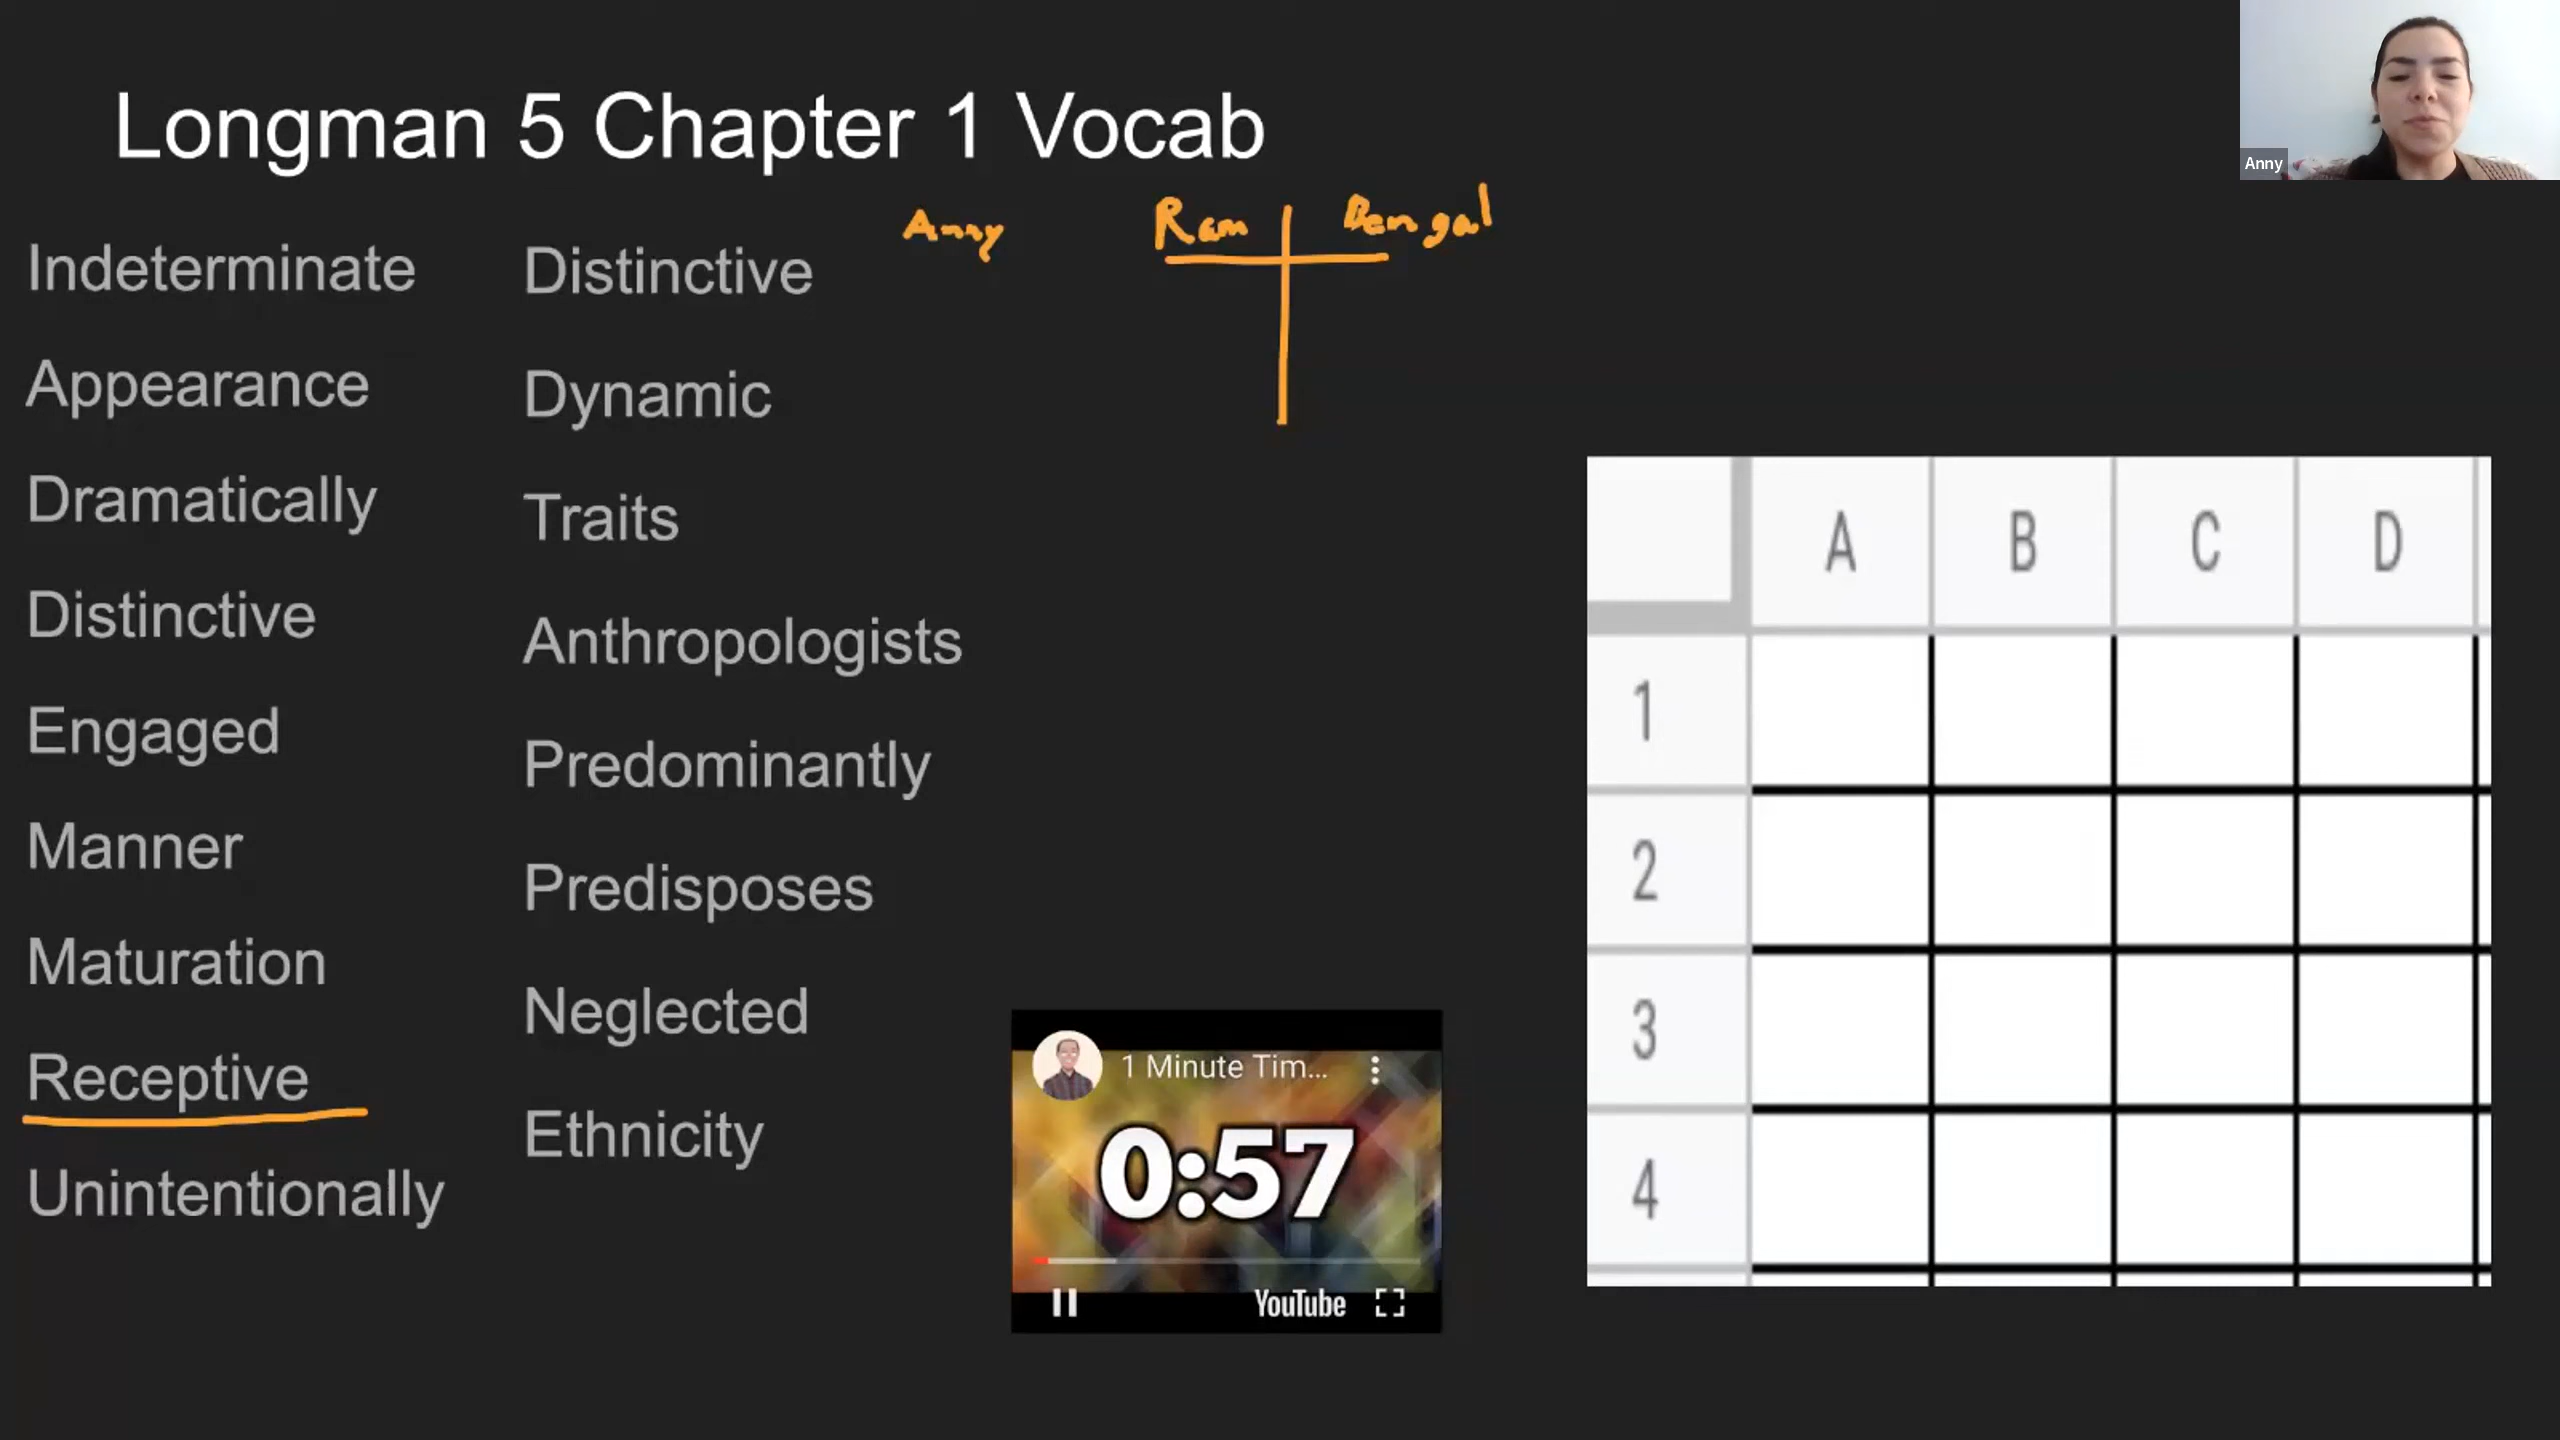 Longman 5 Chapter 1 Vocab
Anny
Anny
Ram
Bengal
Indeterminate
Appearance
Dramatically
Distinctive
Engaged
Manner
Maturation
Receptive
Unintentionally
Distinctive
Dynamic
Traits
Anthropologists
Predominantly
Predisposes
Neglected
Ethnicity
1 Minute Tim...
0:57
YouTube
A B C D
1
2
3
4